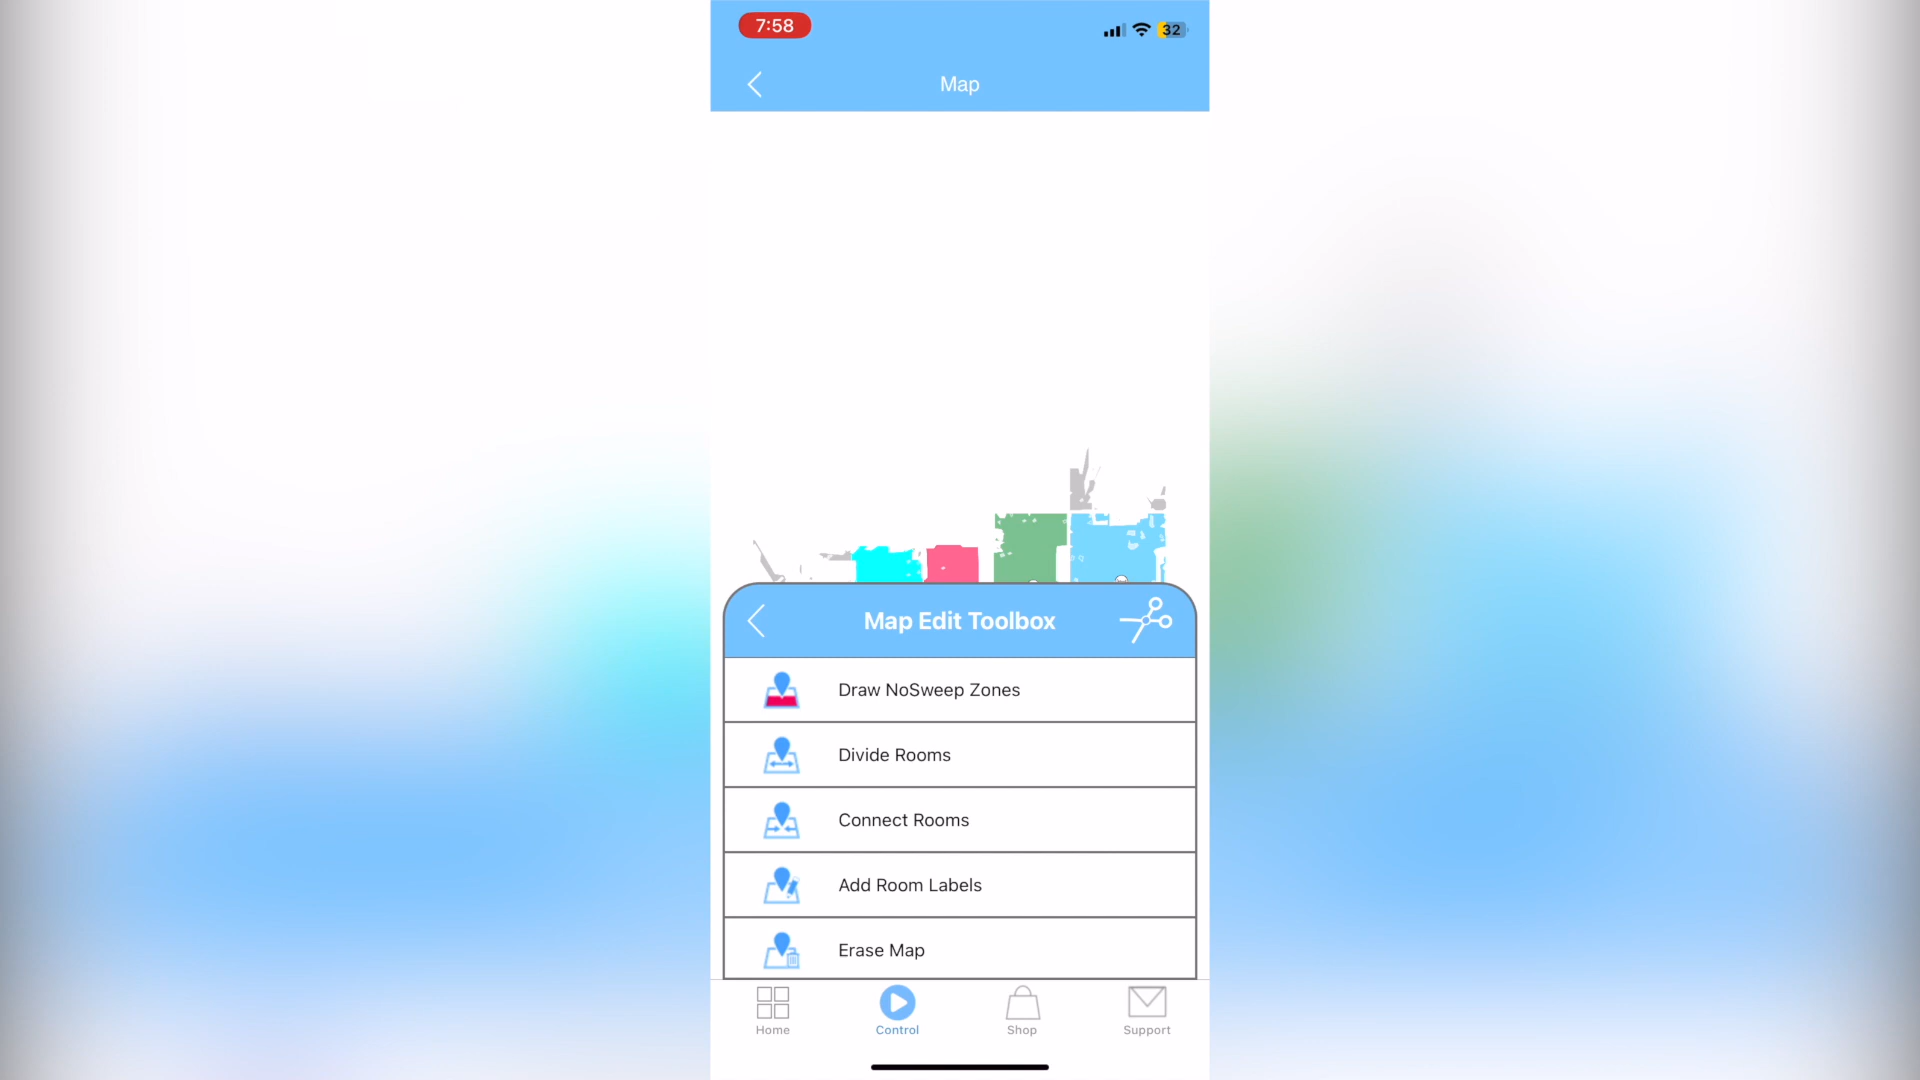 7:58
32
Map
Map Edit Toolbox
Draw NoSweep Zones
Divide Rooms
Connect Rooms
Add Room Labels
Erase Map
Home
Control
Shop
Support